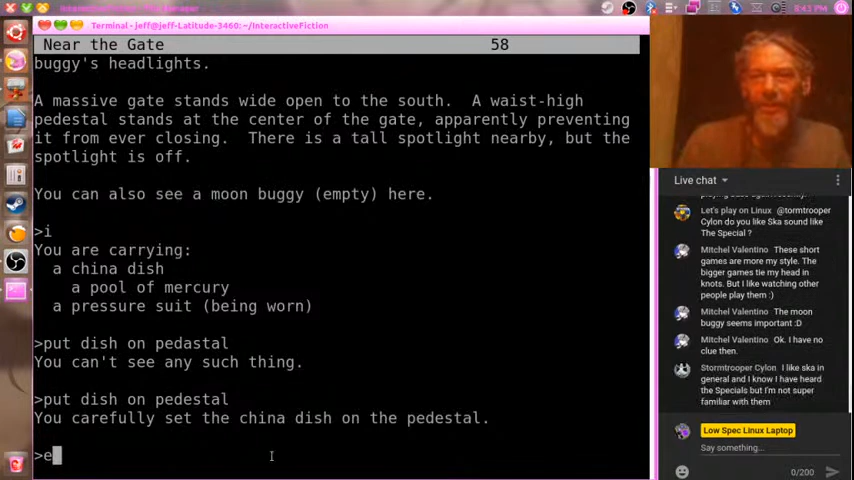 Terminal - jeff@jeff-Latitude-3460:~/InteractiveFiction
8:43 PM
Near the Gate 58
buggy's headlights.
A massive gate stands wide open to the south. A waist-high
pedestal stands at the center of the gate, apparently preventing
it from ever closing. There is a tall spotlight nearby, but the
spotlight is off.
You can also see a moon buggy (empty) here.
>i
You are carrying:
a china dish
a pool of mercury
a pressure suit (being worn)
>put dish on pedastal
You can't see any such thing.
>put dish on pedestal
You carefully set the china dish on the pedestal.
>e
Live chat
Let's play on Linux @tormtrooper
Cylon do you like Ska sound like
The Special ?
Mitchel Valentino These short
games are more my style. The
bigger games tie my head in
knots. But I like watching other
people play them :)
Mitchel Valentino The moon
buggy seems important :D
Mitchel Valentino Ok. I have no
clue then.
Stormtrooper Cylon I like ska in
general and I know I have heard
the Specials but I'm not super
familiar with them
Low Spec Linux Laptop
Say something...
0/200